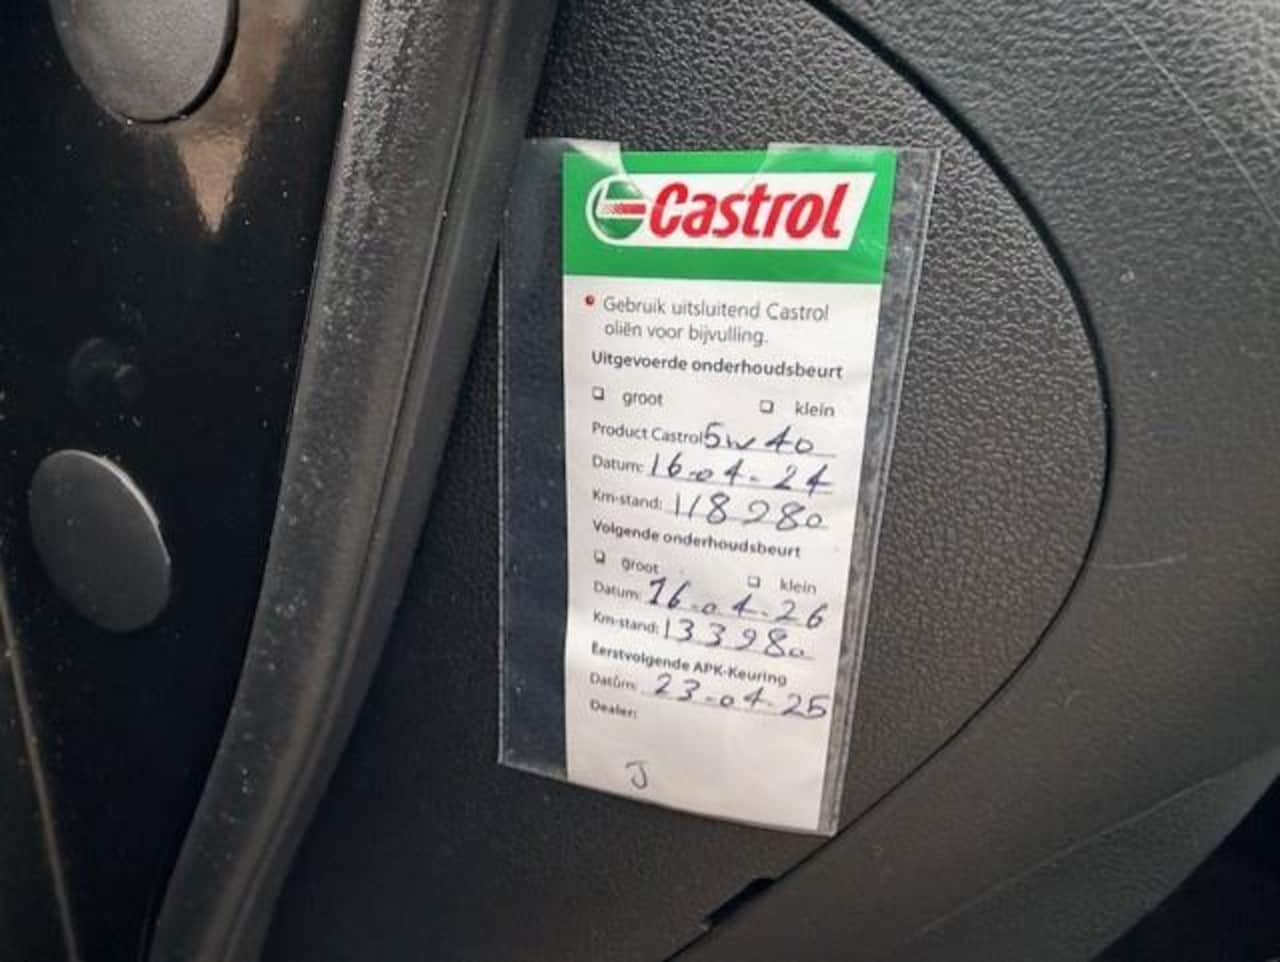 Castrol
Gebruik uitsluitend Castrol
oliën voor bijvulling.
Uitgevoerde onderhoudsbeurt
groot klein
Product Castrol 5w40
Datum: 16-04-24
Km-stand: 118980
Volgende onderhoudsbeurt
groot klein
Datum: 16-04-26
Km-stand: 133980
Eerstvolgende APK-Keuring
Datum: 23-04-25
Dealer:
J